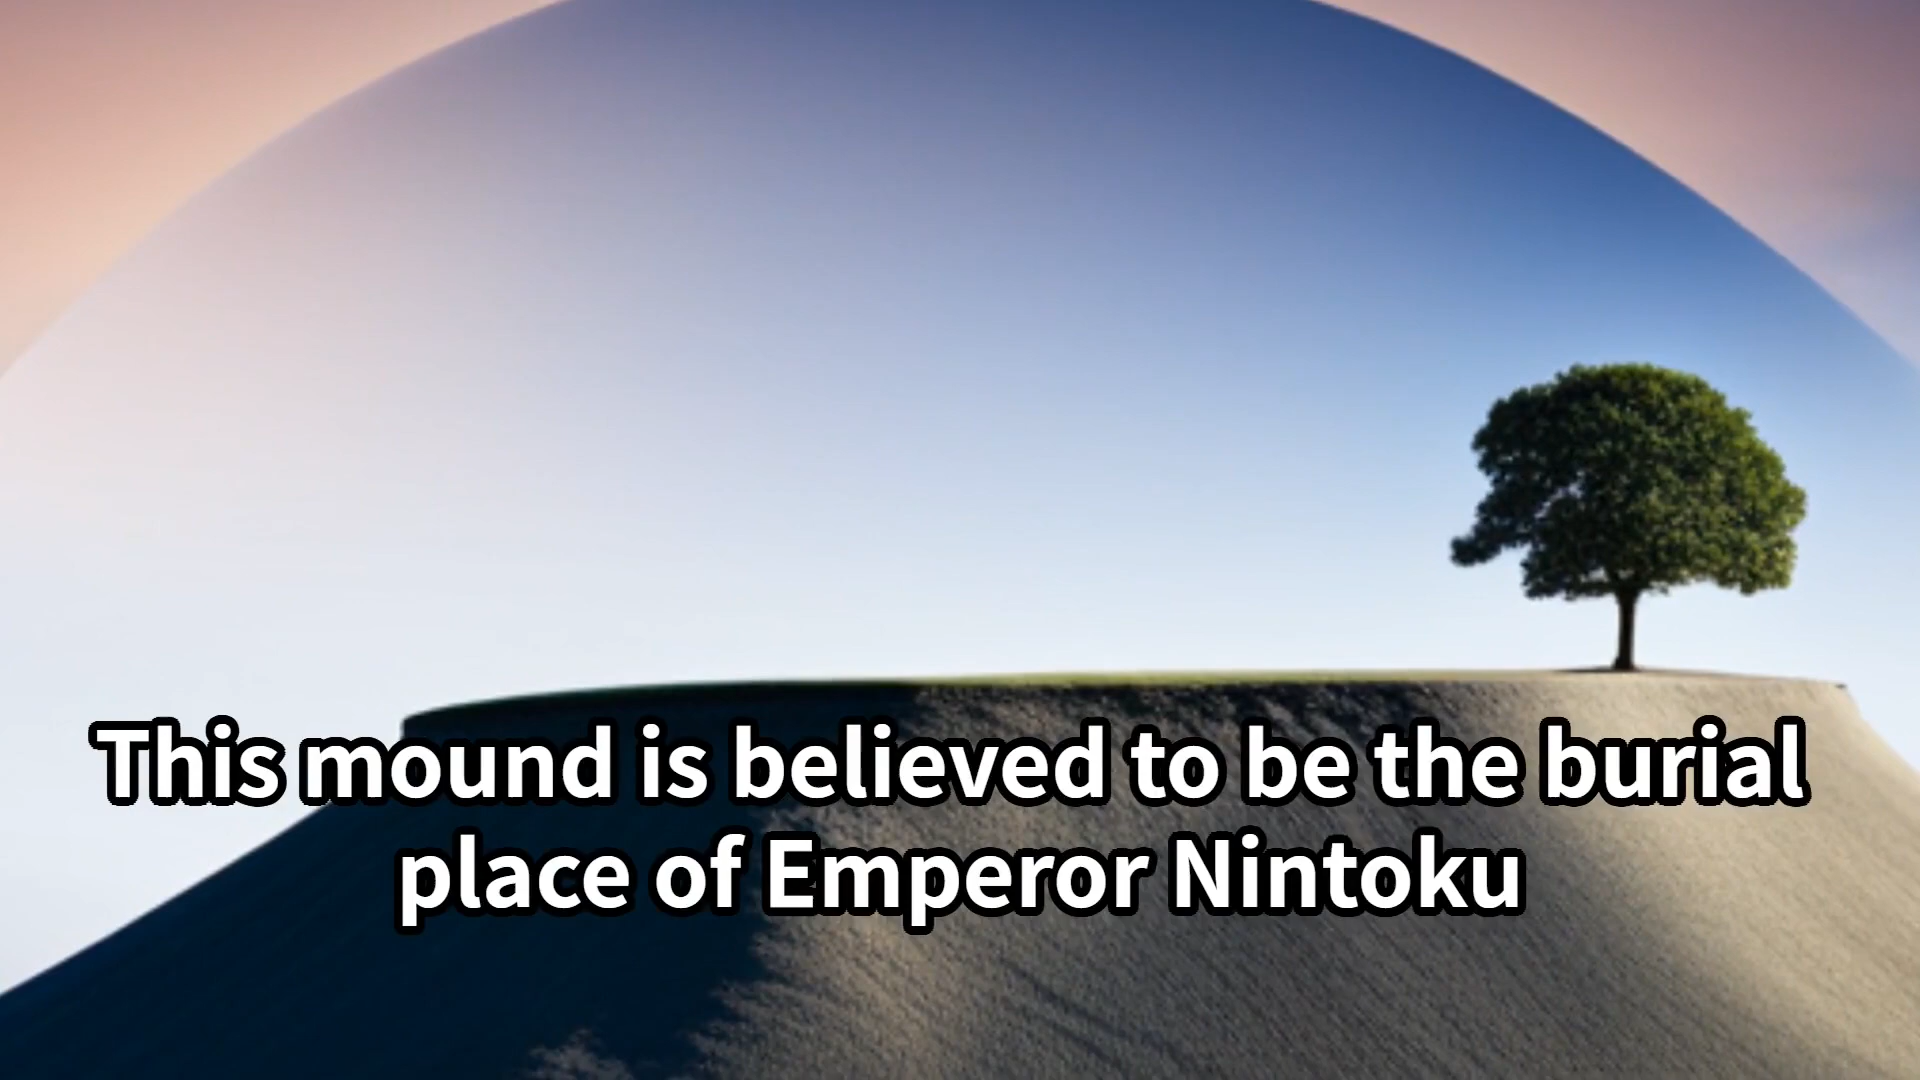 This mound is believed to be the burial
place of Emperor Nintoku